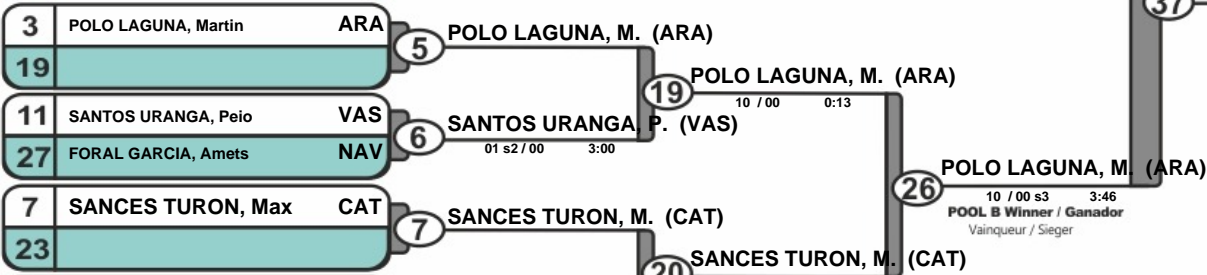 37
3 POLO LAGUNA, Martin ARA
19
5 POLO LAGUNA, M. (ARA)
11 SANTOS URANGA, Peio VAS
27 FORAL GARCIA, Amets NAV
6 SANTOS URANGA, P. (VAS)
01 s2 / 00 3:00
19 POLO LAGUNA, M. (ARA)
10 / 00 0:13
7 SANCES TURON, Max CAT
23
7 SANCES TURON, M. (CAT)
20 SANCES TURON, M. (CAT)
26 POLO LAGUNA, M. (ARA)
10 / 00 s3 3:46
POOL B Winner / Ganador
Vainqueur / Sieger